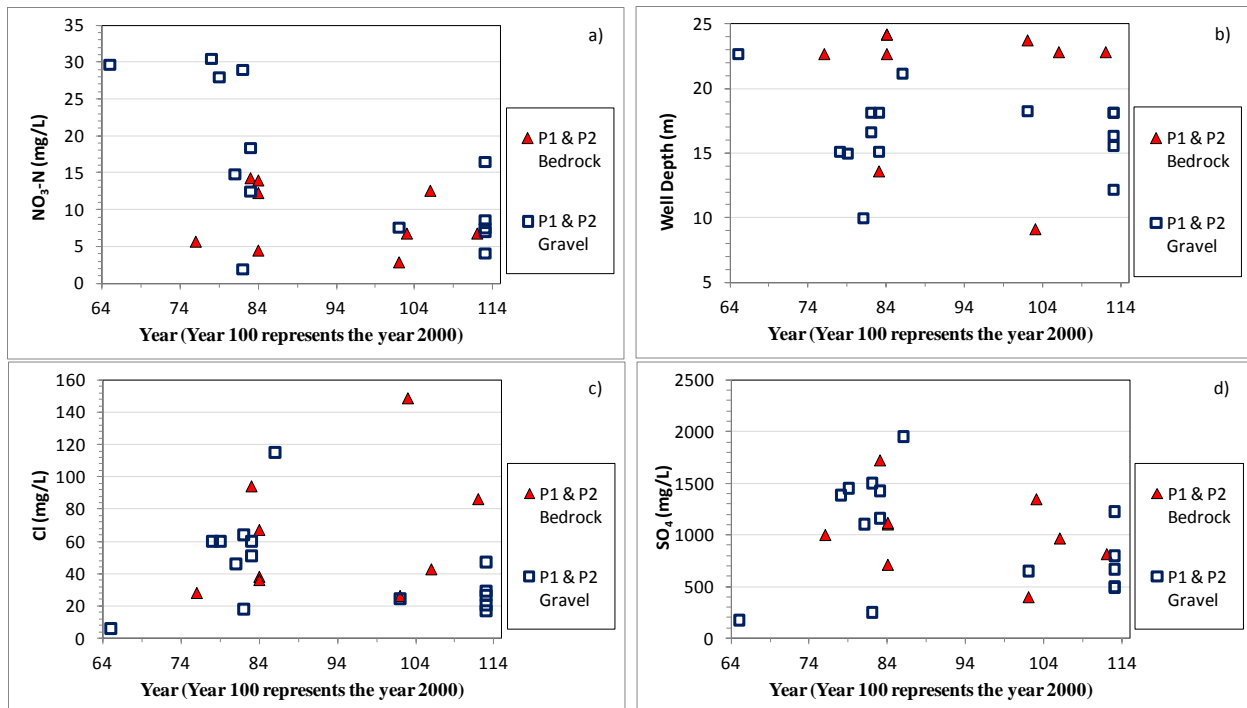 a)
NO3-N (mg/L)
35
30
25
20
15
10
5
0
64 74 84 94 104 114
Year (Year 100 represents the year 2000)
P1 & P2
Bedrock
P1 & P2
Gravel
b)
Well Depth (m)
25
20
15
10
5
64 74 84 94 104 114
Year (Year 100 represents the year 2000)
P1 & P2
Bedrock
P1 & P2
Gravel
c)
Cl (mg/L)
160
140
120
100
80
60
40
20
0
64 74 84 94 104 114
Year (Year 100 represents the year 2000)
P1 & P2
Bedrock
P1 & P2
Gravel
d)
SO4 (mg/L)
2500
2000
1500
1000
500
0
64 74 84 94 104 114
Year (Year 100 represents the year 2000)
P1 & P2
Bedrock
P1 & P2
Gravel